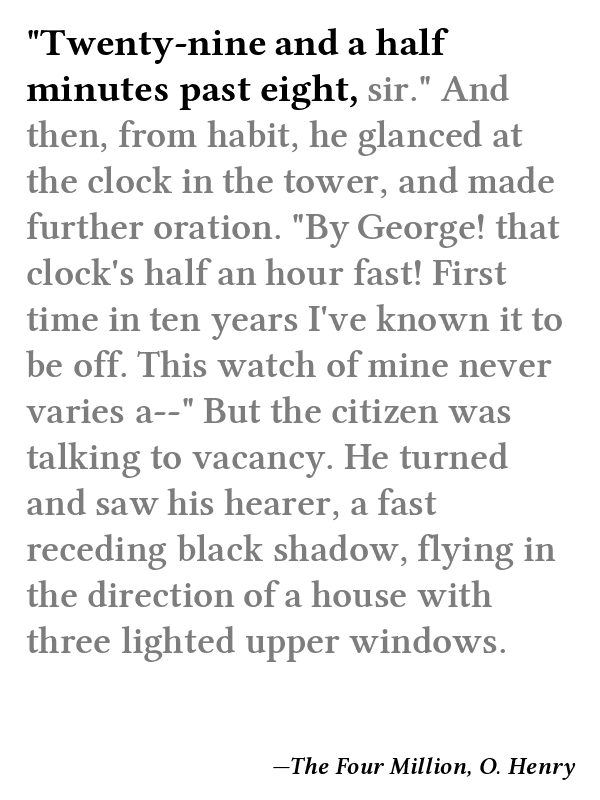 "Twenty-nine and a half
minutes past eight, sir." And
then, from habit, he glanced at
the clock in the tower, and made
further oration. "By George! that
clock's half an hour fast! First
time in ten years I've known it to
be off. This watch of mine never
varies a--" But the citizen was
talking to vacancy. He turned
and saw his hearer, a fast
receding black shadow, flying in
the direction of a house with
three lighted upper windows.
—The Four Million, O. Henry